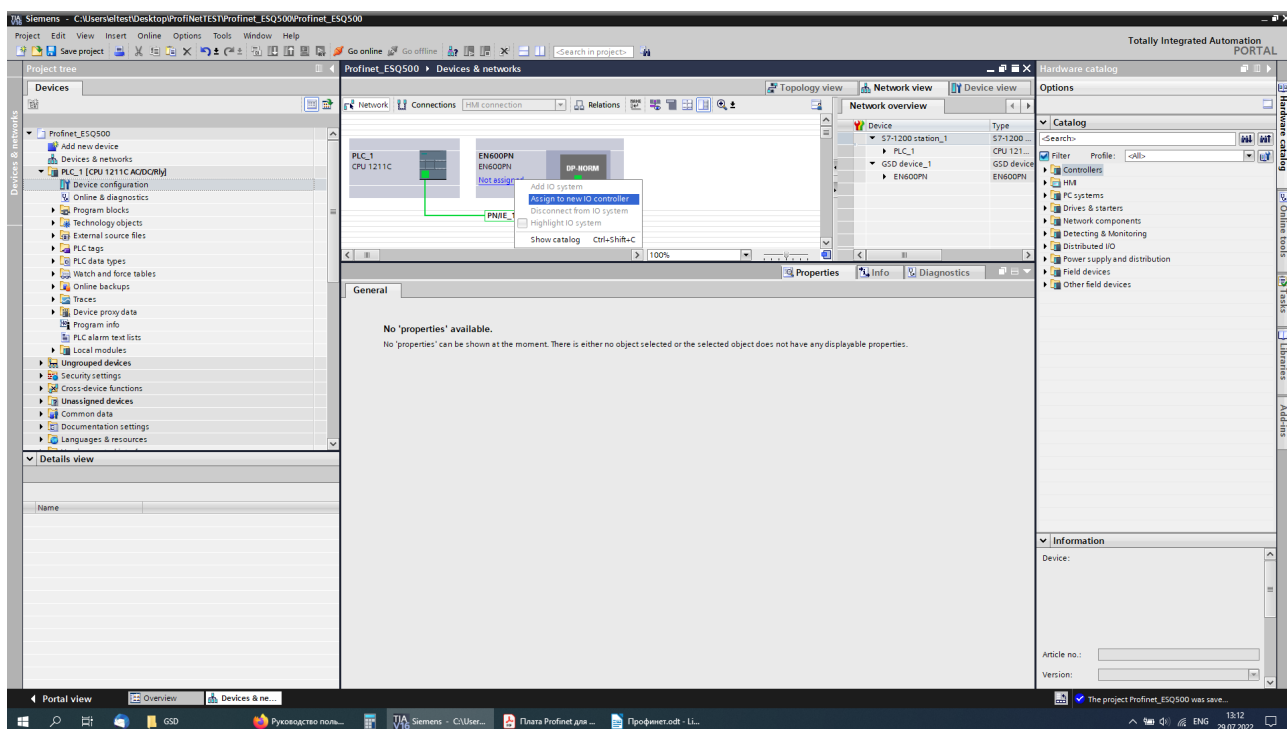 Siemens - C:\Users\eltest\Desktop\ProfiNetTEST\Profinet_ESQ500\Profinet_ESQ500
Project Edit View Insert Online Options Tools Window Help
Save project Go online Go offline <Search in project>
Totally Integrated Automation
PORTAL
Project tree
Devices
Devices & networks
Profinet_ESQ500
Add new device
Devices & networks
PLC_1 [CPU 1211C AC/DC/Rly]
Device configuration
Online & diagnostics
Program blocks
Technology objects
External source files
PLC tags
PLC data types
Watch and force tables
Online backups
Traces
Device proxy data
Program info
PLC alarm text lists
Local modules
Ungrouped devices
Security settings
Cross-device functions
Unassigned devices
Common data
Documentation settings
Languages & resources
Details view
Name
Profinet_ESQ500 Devices & networks
Topology view Network view Device view
Network Connections HMI connection Relations
PLC_1
CPU 1211C
EN600PN
EN600PN
Not assigned
DP-NORM
PN/IE_1
Add IO system
Assign to new IO controller
Disconnect from IO system
Highlight IO system
Show catalog Ctrl+Shift+C
100%
Network overview
Device Type
S7-1200 station_1 S7-1200 ...
PLC_1 CPU 121...
GSD device_1 GSD device
EN600PN EN600PN
Properties Info Diagnostics
General
No 'properties' available.
No 'properties' can be shown at the moment. There is either no object selected or the selected object does not have any displayable properties.
Hardware catalog
Options
Catalog
<Search>
Filter Profile: <All>
Controllers
HMI
PC systems
Drives & starters
Network components
Detecting & Monitoring
Distributed I/O
Power supply and distribution
Field devices
Other field devices
Information
Device:
Article no.:
Version:
Hardware catalog
Online tools
Tasks
Libraries
Add-ins
Portal view Overview Devices & ne...
The project Profinet_ESQ500 was save...
GSD Руководство поль... Siemens - C:\User... Плата Profinet для ... Профинет.odt - Li...
ENG
13:12
29.07.2022